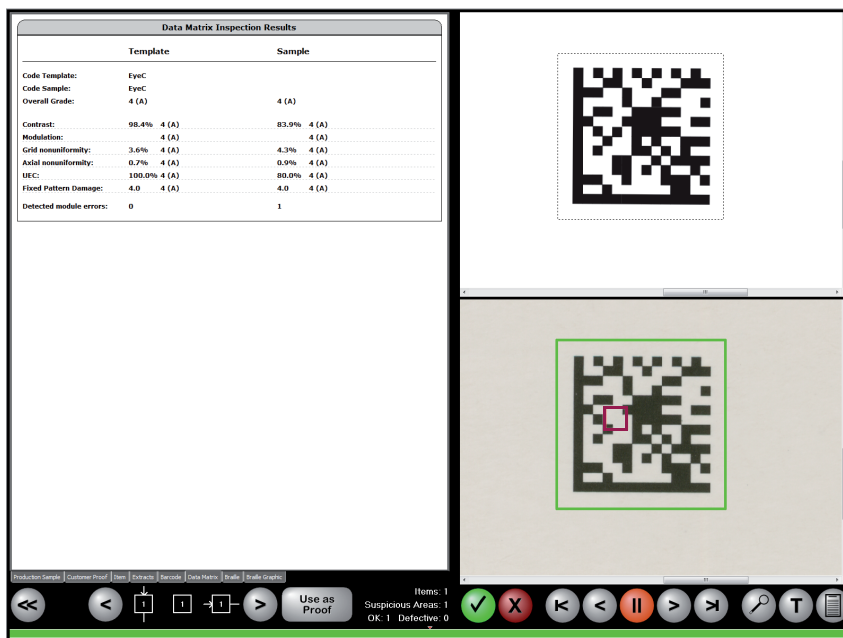 Data Matrix Inspection Results
Template Sample
Code Template: EyeC
Code Sample: EyeC
Overall Grade: 4 (A) 4 (A)
Contrast: 98.4% 4 (A) 83.9% 4 (A)
Modulation: 4 (A) 4 (A)
Grid nonuniformity: 3.6% 4 (A) 4.3% 4 (A)
Axial nonuniformity: 0.7% 4 (A) 0.9% 4 (A)
UEC: 100.0% 4 (A) 80.0% 4 (A)
Fixed Pattern Damage: 4.0 4 (A) 4.0 4 (A)
Detected module errors: 0 1
Production Sample Customer Proof Item Extracts Barcode Data Matrix Braille Braille Graphic
1 1 1
Use as
Proof
Items: 1
Suspicious Areas: 1
OK: 1 Defective: 0
T